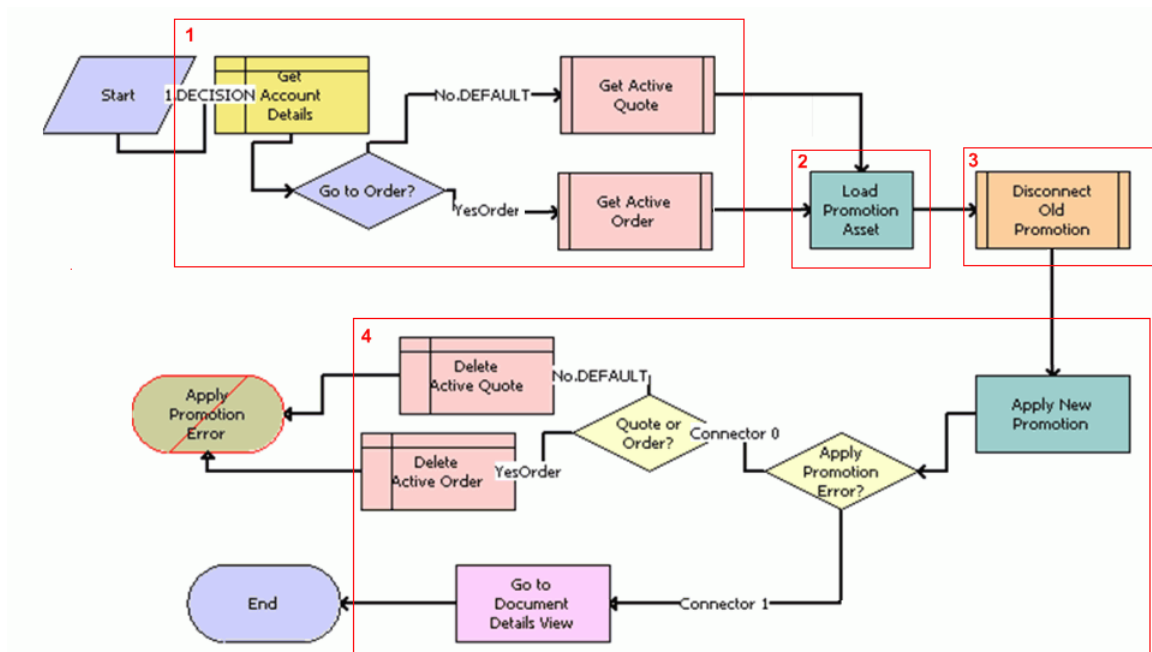 1
Start
1.DECISION
Get
Account
Details
No.DEFAULT
Get Active
Quote
Go to Order?
YesOrder
Get Active
Order
2
Load
Promotion
Asset
3
Disconnect
Old
Promotion
4
Delete
Active Quote
No.DEFAULT
Apply
Promotion
Error
Quote or
Order?
Connector 0
Apply New
Promotion
Delete
Active Order
YesOrder
Apply
Promotion
Error?
End
Go to
Document
Details View
Connector 1